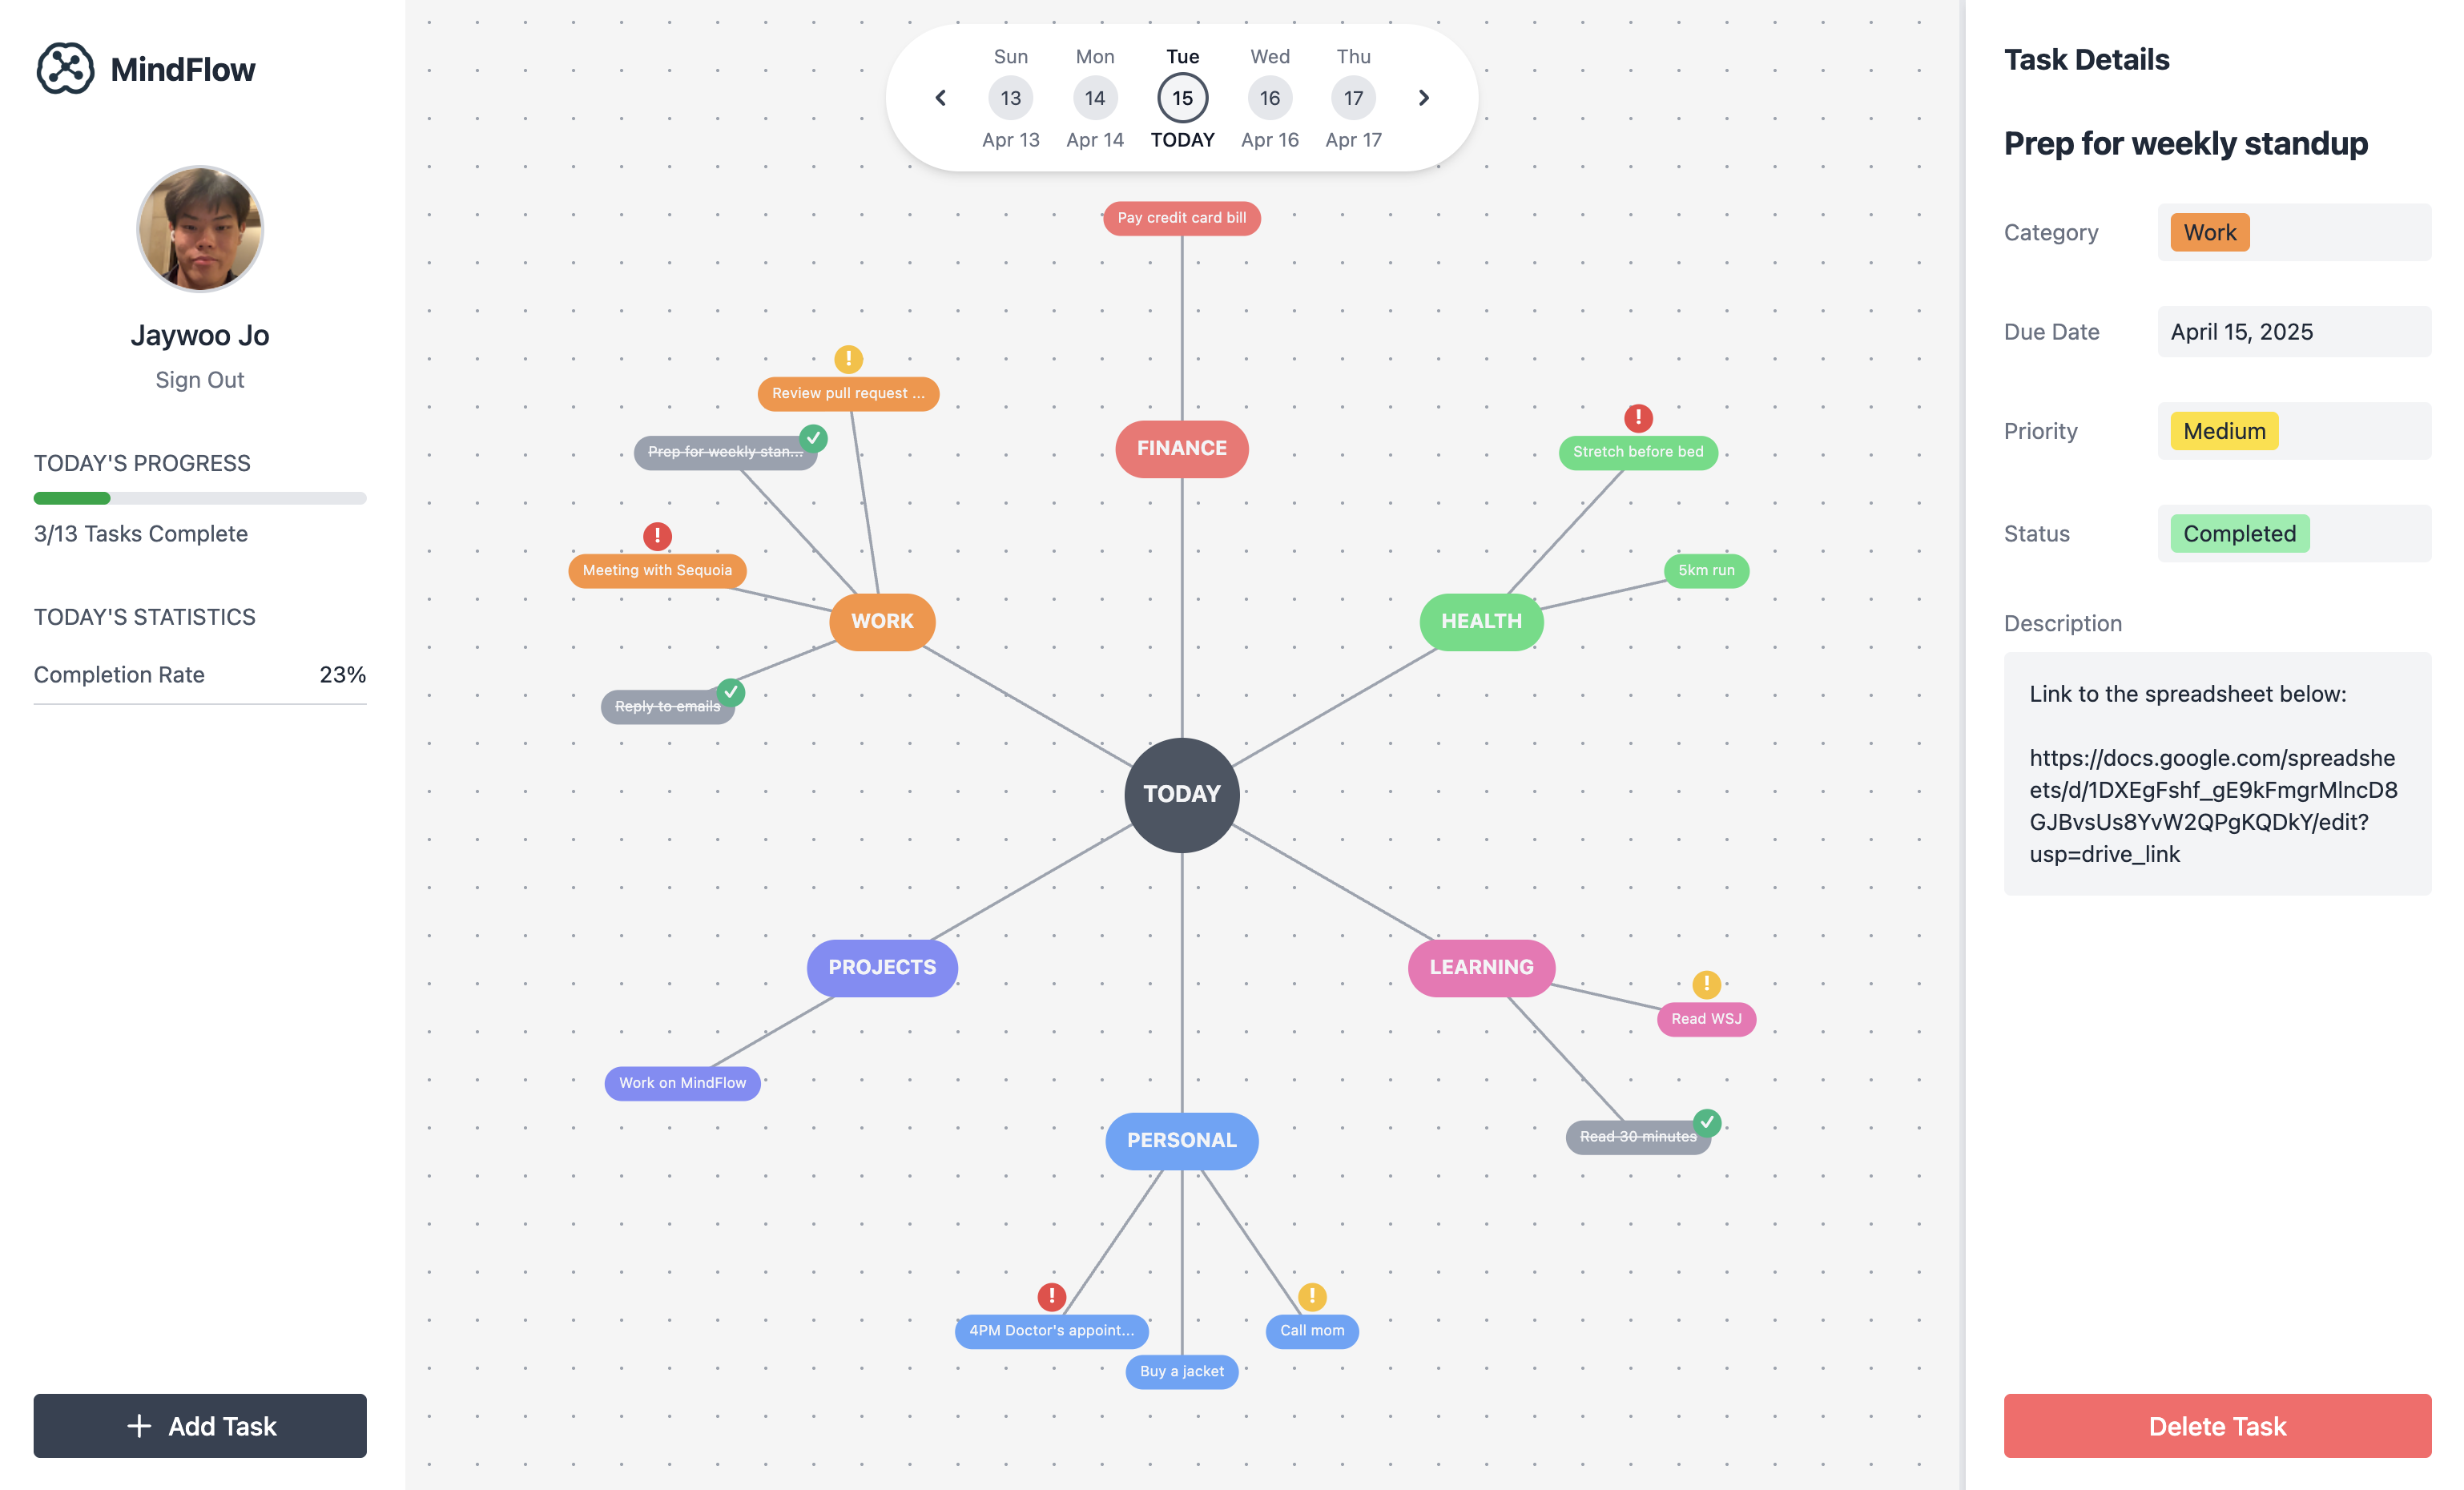 MindFlow
Jaywoo Jo
Sign Out
TODAY'S PROGRESS
3/13 Tasks Complete
TODAY'S STATISTICS
Completion Rate 23%
Add Task
Sun Mon Tue Wed Thu
13 14 15 16 17
Apr 13 Apr 14 TODAY Apr 16 Apr 17
Pay credit card bill
FINANCE
Review pull request ...
Prep for weekly stan...
Meeting with Sequoia
WORK
Reply to emails
Stretch before bed
5km run
HEALTH
TODAY
PROJECTS
Work on MindFlow
LEARNING
Read WSJ
Read 30 minutes
PERSONAL
4PM Doctor's appoint...
Call mom
Buy a jacket
Task Details
Prep for weekly standup
Category Work
Due Date April 15, 2025
Priority Medium
Status Completed
Description
Link to the spreadsheet below:
https://docs.google.com/spreadshe
ets/d/1DXEgFshf_gE9kFmgrMlncD8
GJBvsUs8YvW2QPgKQDkY/edit?
usp=drive_link
Delete Task